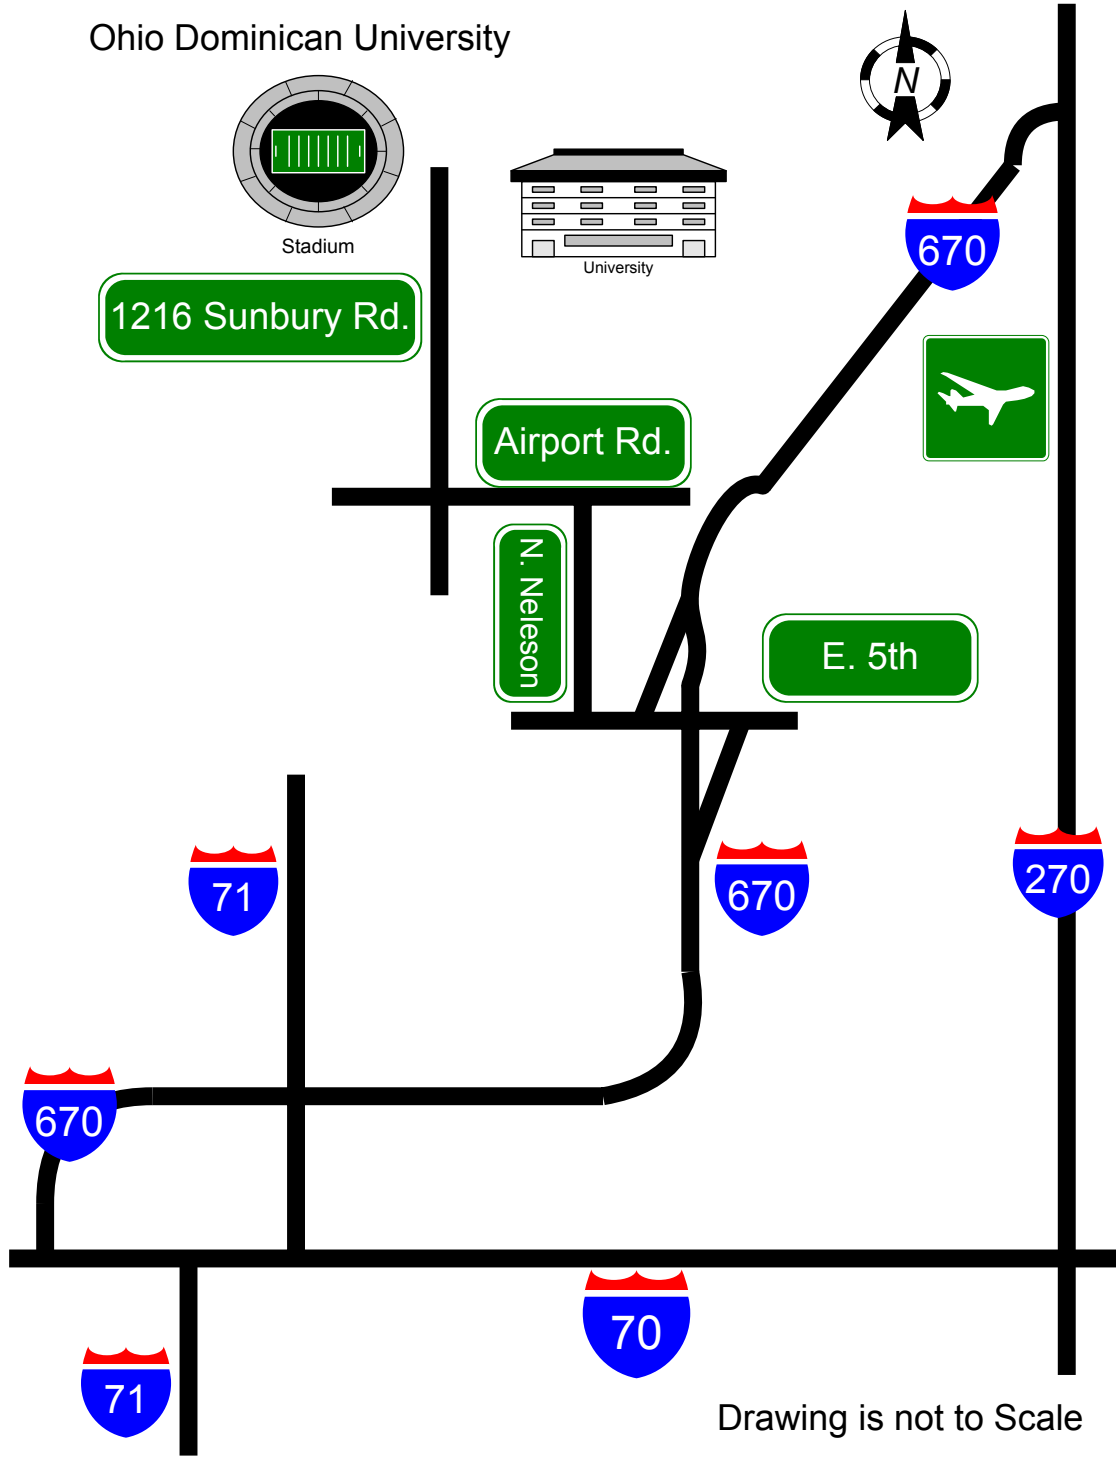 Ohio Dominican University
N
Stadium
University
670
1216 Sunbury Rd.
Airport Rd.
N. Neleson
E. 5th
71
670
270
670
70
71
Drawing is not to Scale